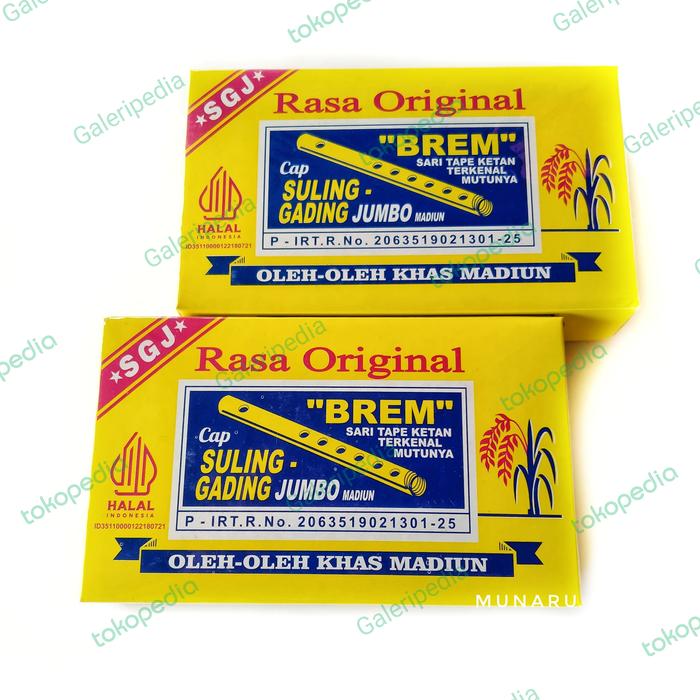 ★SGJ★
Rasa Original
"BREM"
SARI TAPE KETAN
TERKENAL
MUTUNYA
Cap
SULING -
GADING JUMBO MADIUN
P - IRT.R.No. 2063519021301-25
HALAL
INDONESIA
ID35110000122180721
OLEH-OLEH KHAS MADIUN
★SGJ★
Rasa Original
"BREM"
SARI TAPE KETAN
TERKENAL
MUTUNYA
Cap
SULING -
GADING JUMBO MADIUN
P - IRT.R.No. 2063519021301-25
HALAL
INDONESIA
ID35110000122180721
OLEH-OLEH KHAS MADIUN
MUNARU
tokopedia
Galeripedia